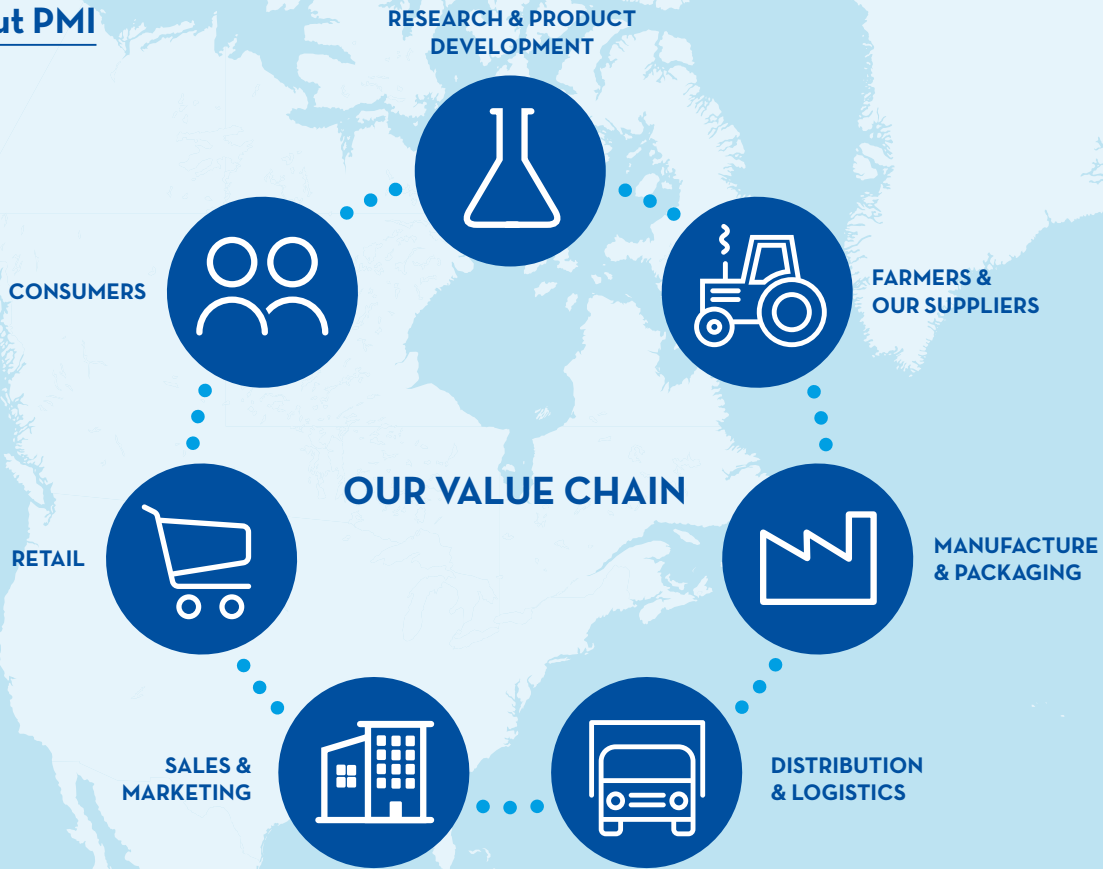 ut PMI
RESEARCH & PRODUCT
DEVELOPMENT
CONSUMERS
FARMERS &
OUR SUPPLIERS
OUR VALUE CHAIN
RETAIL
MANUFACTURE
& PACKAGING
SALES &
MARKETING
DISTRIBUTION
& LOGISTICS